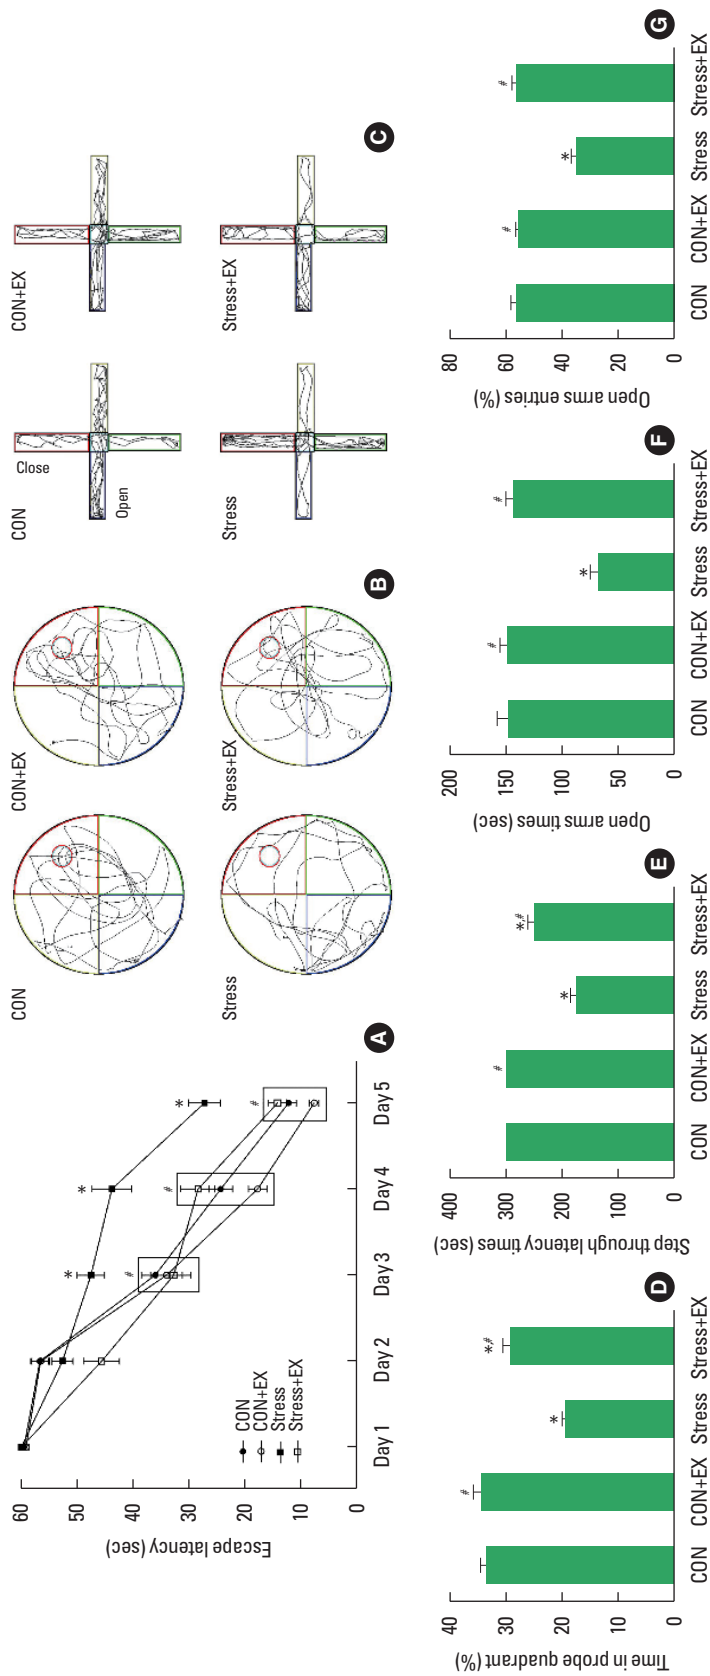 60
50
40
30
20
10
0
Escape latency (sec)
Day 1
Day 2
Day 3
Day 4
Day 5
CON
CON+EX
Stress
Stress+EX
*
*
*
#
#
#
A
CON
CON+EX
Stress
Stress+EX
B
CON
CON+EX
Close
Open
Stress
Stress+EX
C
40
30
20
10
0
Time in probe quadrant (%)
#
*
*,#
CON
CON+EX
Stress
Stress+EX
D
400
300
200
100
0
Step through latency times (sec)
#
*
*,#
CON
CON+EX
Stress
Stress+EX
E
200
150
100
50
0
Open arms times (sec)
#
*
#
CON
CON+EX
Stress
Stress+EX
F
80
60
40
20
0
Open arms entries (%)
#
*
#
CON
CON+EX
Stress
Stress+EX
G